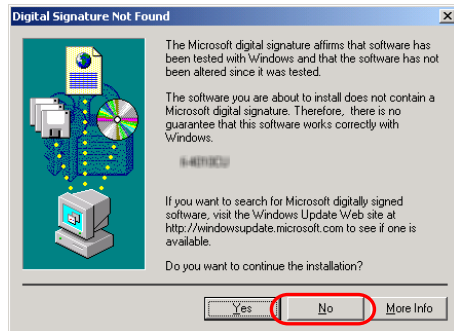 Digital Signature Not Found
The Microsoft digital signature affirms that software has
been tested with Windows and that the software has not
been altered since it was tested.
The software you are about to install does not contain a
Microsoft digital signature. Therefore, there is no
guarantee that this software works correctly with
Windows.
If you want to search for Microsoft digitally signed
software, visit the Windows Update Web site at
http://windowsupdate.microsoft.com to see if one is
available.
Do you want to continue the installation?
Yes No More Info